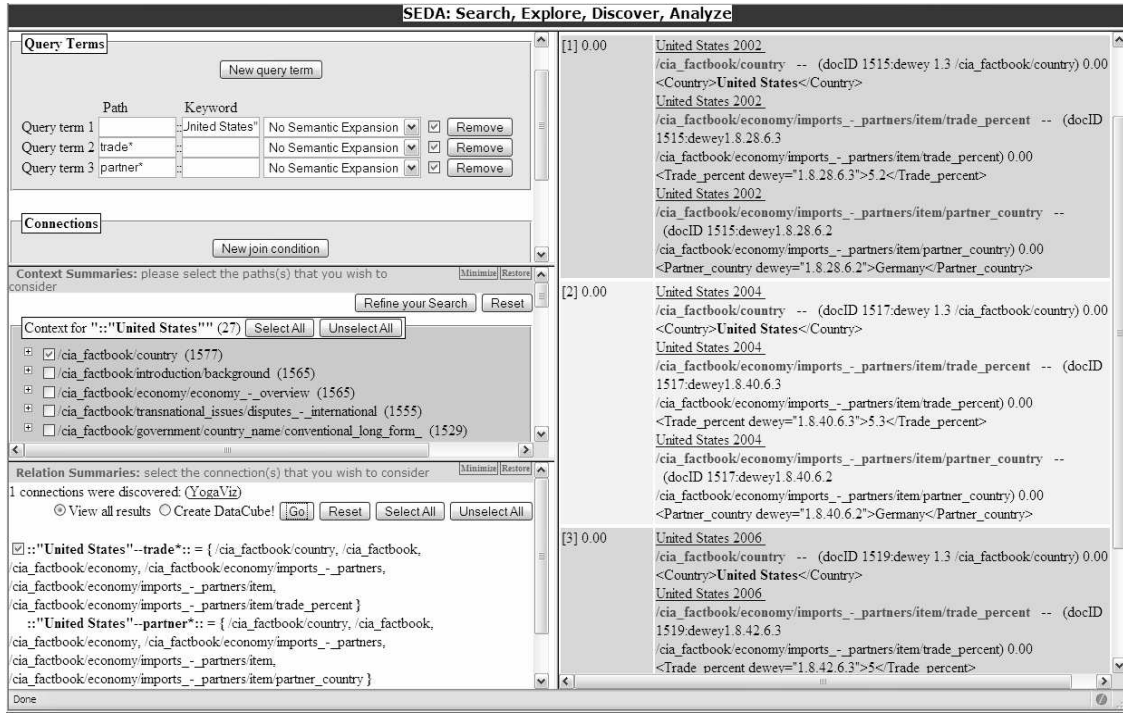 SEDA: Search, Explore, Discover, Analyze
Query Terms
New query term
Path Keyword
Query term 1 :: United States" No Semantic Expansion Remove
Query term 2 trade* :: No Semantic Expansion Remove
Query term 3 partner* :: No Semantic Expansion Remove
Connections
New join condition
Context Summaries: please select the paths(s) that you wish to
consider
Minimize Restore
Refine your Search Reset
Context for "::"United States"" (27) Select All Unselect All
/cia_factbook/country (1577)
/cia_factbook/introduction/background (1565)
/cia_factbook/economy/economy_-_overview (1565)
/cia_factbook/transnational_issues/disputes_-_international (1555)
/cia_factbook/government/country_name/conventional_long_form_ (1529)
Relation Summaries: select the connection(s) that you wish to consider Minimize Restore
1 connections were discovered: (YogaViz)
View all results Create DataCube! Go Reset Select All Unselect All
::"United States"--trade*:: = { /cia_factbook/country, /cia_factbook,
/cia_factbook/economy, /cia_factbook/economy/imports_-_partners,
/cia_factbook/economy/imports_-_partners/item,
/cia_factbook/economy/imports_-_partners/item/trade_percent }
::"United States"--partner*:: = { /cia_factbook/country, /cia_factbook,
/cia_factbook/economy, /cia_factbook/economy/imports_-_partners,
/cia_factbook/economy/imports_-_partners/item,
/cia_factbook/economy/imports_-_partners/item/partner_country }
[1] 0.00 United States 2002
/cia_factbook/country -- (docID 1515:dewey 1.3 /cia_factbook/country) 0.00
<Country>United States</Country>
United States 2002
/cia_factbook/economy/imports_-_partners/item/trade_percent -- (docID
1515:dewey1.8.28.6.3
/cia_factbook/economy/imports_-_partners/item/trade_percent) 0.00
<Trade_percent dewey="1.8.28.6.3">5.2</Trade_percent>
United States 2002
/cia_factbook/economy/imports_-_partners/item/partner_country --
(docID 1515:dewey1.8.28.6.2
/cia_factbook/economy/imports_-_partners/item/partner_country) 0.00
<Partner_country dewey="1.8.28.6.2">Germany</Partner_country>
[2] 0.00 United States 2004
/cia_factbook/country -- (docID 1517:dewey 1.3 /cia_factbook/country) 0.00
<Country>United States</Country>
United States 2004
/cia_factbook/economy/imports_-_partners/item/trade_percent -- (docID
1517:dewey1.8.40.6.3
/cia_factbook/economy/imports_-_partners/item/trade_percent) 0.00
<Trade_percent dewey="1.8.40.6.3">5.3</Trade_percent>
United States 2004
/cia_factbook/economy/imports_-_partners/item/partner_country --
(docID 1517:dewey1.8.40.6.2
/cia_factbook/economy/imports_-_partners/item/partner_country) 0.00
<Partner_country dewey="1.8.40.6.2">Germany</Partner_country>
[3] 0.00 United States 2006
/cia_factbook/country -- (docID 1519:dewey 1.3 /cia_factbook/country) 0.00
<Country>United States</Country>
United States 2006
/cia_factbook/economy/imports_-_partners/item/trade_percent -- (docID
1519:dewey1.8.42.6.3
/cia_factbook/economy/imports_-_partners/item/trade_percent) 0.00
<Trade_percent dewey="1.8.42.6.3">5</Trade_percent>
Done